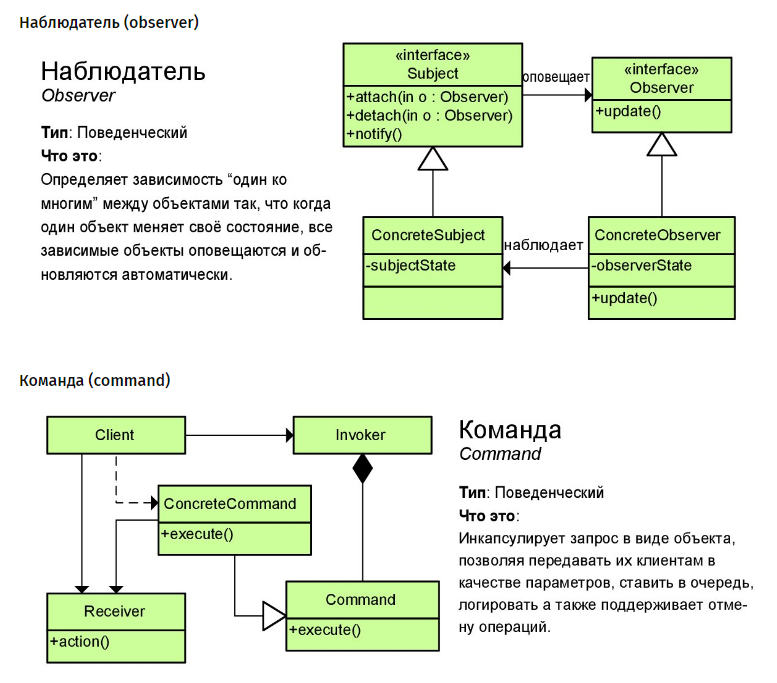 Наблюдатель (observer)
Наблюдатель
Observer
Тип: Поведенческий
Что это:
Определяет зависимость “один ко
многим” между объектами так, что когда
один объект меняет своё состояние, все
зависимые объекты оповещаются и об-
новляются автоматически.
«interface»
Subject
+attach(in o : Observer)
+detach(in o : Observer)
+notify()
оповещает
«interface»
Observer
+update()
ConcreteSubject
-subjectState
наблюдает
ConcreteObserver
-observerState
+update()
Команда (command)
Client
Invoker
ConcreteCommand
+execute()
Receiver
+action()
Command
+execute()
Команда
Command
Тип: Поведенческий
Что это:
Инкапсулирует запрос в виде объекта,
позволяя передавать их клиентам в
качестве параметров, ставить в очередь,
логировать а также поддерживает отме-
ну операций.